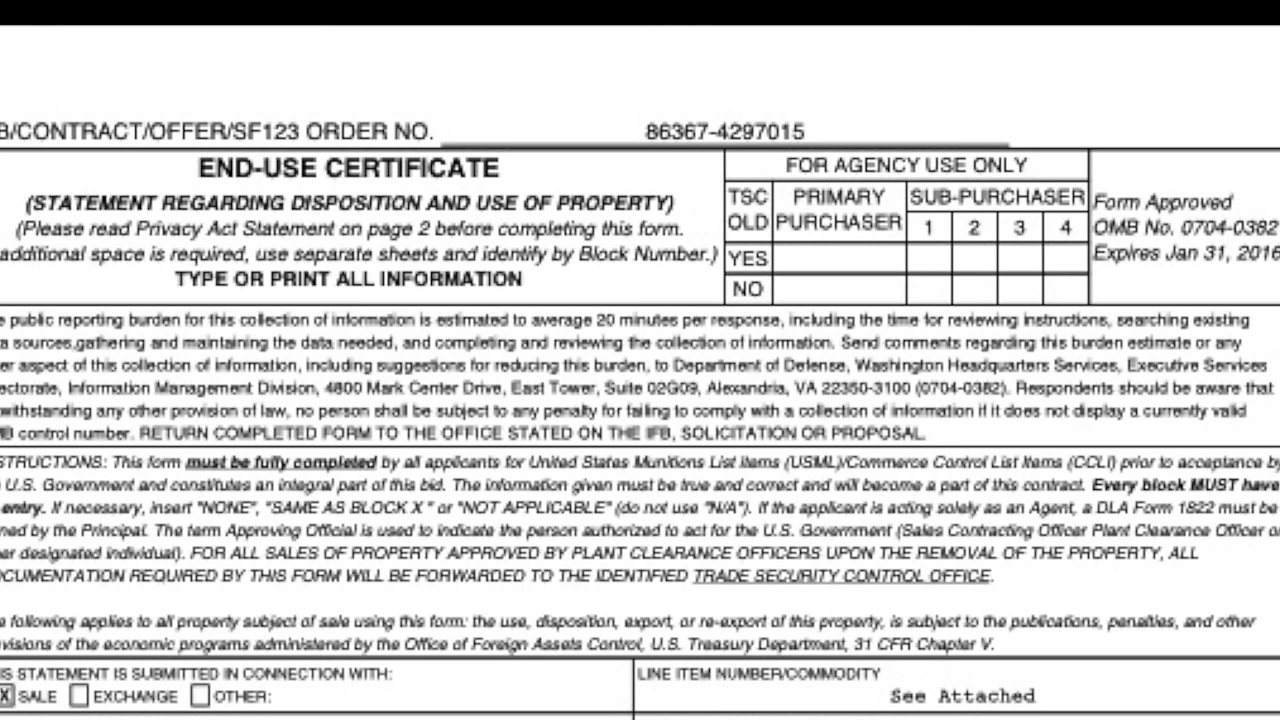 B/CONTRACT/OFFER/SF123 ORDER NO. 86367-4297015
END-USE CERTIFICATE
(STATEMENT REGARDING DISPOSITION AND USE OF PROPERTY)
(Please read Privacy Act Statement on page 2 before completing this form.
additional space is required, use separate sheets and identify by Block Number.)
TYPE OR PRINT ALL INFORMATION
FOR AGENCY USE ONLY
TSC OLD
PRIMARY PURCHASER
SUB-PURCHASER
1 2 3 4
YES
NO
Form Approved
OMB No. 0704-0382
Expires Jan 31, 2016
e public reporting burden for this collection of information is estimated to average 20 minutes per response, including the time for reviewing instructions, searching existing
a sources,gathering and maintaining the data needed, and completing and reviewing the collection of information. Send comments regarding this burden estimate or any
er aspect of this collection of information, including suggestions for reducing this burden, to Department of Defense, Washington Headquarters Services, Executive Services
ectorate, Information Management Division, 4800 Mark Center Drive, East Tower, Suite 02G09, Alexandria, VA 22350-3100 (0704-0382). Respondents should be aware that
withstanding any other provision of law, no person shall be subject to any penalty for failing to comply with a collection of information if it does not display a currently valid
MB control number. RETURN COMPLETED FORM TO THE OFFICE STATED ON THE IFB, SOLICITATION OR PROPOSAL.
STRUCTIONS: This form must be fully completed by all applicants for United States Munitions List Items (USML)/Commerce Control List Items (CCLI) prior to acceptance by
U.S. Government and constitutes an integral part of this bid. The information given must be true and correct and will become a part of this contract. Every block MUST have
entry. If necessary, insert "NONE", "SAME AS BLOCK X " or "NOT APPLICABLE" (do not use "N/A"). If the applicant is acting solely as an Agent, a DLA Form 1822 must be
ned by the Principal. The term Approving Official is used to indicate the person authorized to act for the U.S. Government (Sales Contracting Officer Plant Clearance Officer or
er designated individual). FOR ALL SALES OF PROPERTY APPROVED BY PLANT CLEARANCE OFFICERS UPON THE REMOVAL OF THE PROPERTY, ALL
OCUMENTATION REQUIRED BY THIS FORM WILL BE FORWARDED TO THE IDENTIFIED TRADE SECURITY CONTROL OFFICE.
e following applies to all property subject of sale using this form: the use, disposition, export, or re-export of this property, is subject to the publications, penalties, and other
visions of the economic programs administered by the Office of Foreign Assets Control, U.S. Treasury Department, 31 CFR Chapter V.
IS STATEMENT IS SUBMITTED IN CONNECTION WITH:
X SALE EXCHANGE OTHER:
LINE ITEM NUMBER/COMMODITY
See Attached